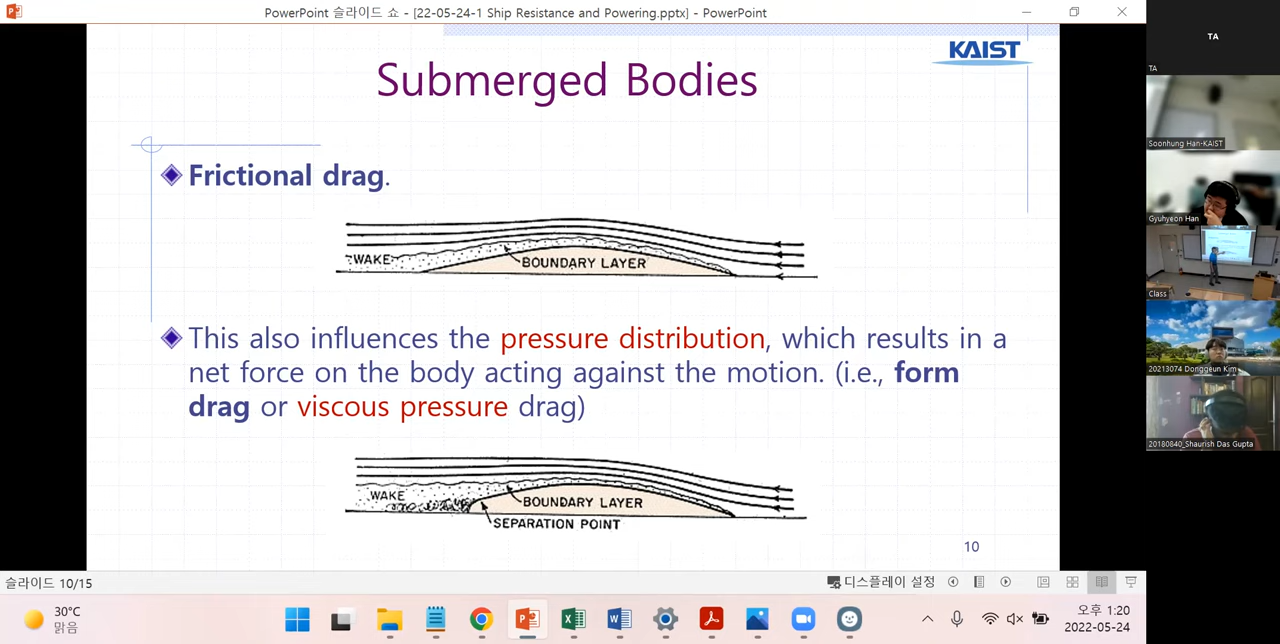 PowerPoint 슬라이드 쇼 - [22-05-24-1 Ship Resistance and Powering.pptx] - PowerPoint
KAIST
Submerged Bodies
Frictional drag.
WAKE
BOUNDARY LAYER
This also influences the pressure distribution, which results in a
net force on the body acting against the motion. (i.e., form
drag or viscous pressure drag)
WAKE
BOUNDARY LAYER
SEPARATION POINT
10
TA
TA
Soonhung Han-KAIST
Gyuhyeon Han
Class
20213074 Donggeun Kim
20180840_Shaurish Das Gupta
슬라이드 10/15
디스플레이 설정
30°C
맑음
오후 1:20
2022-05-24